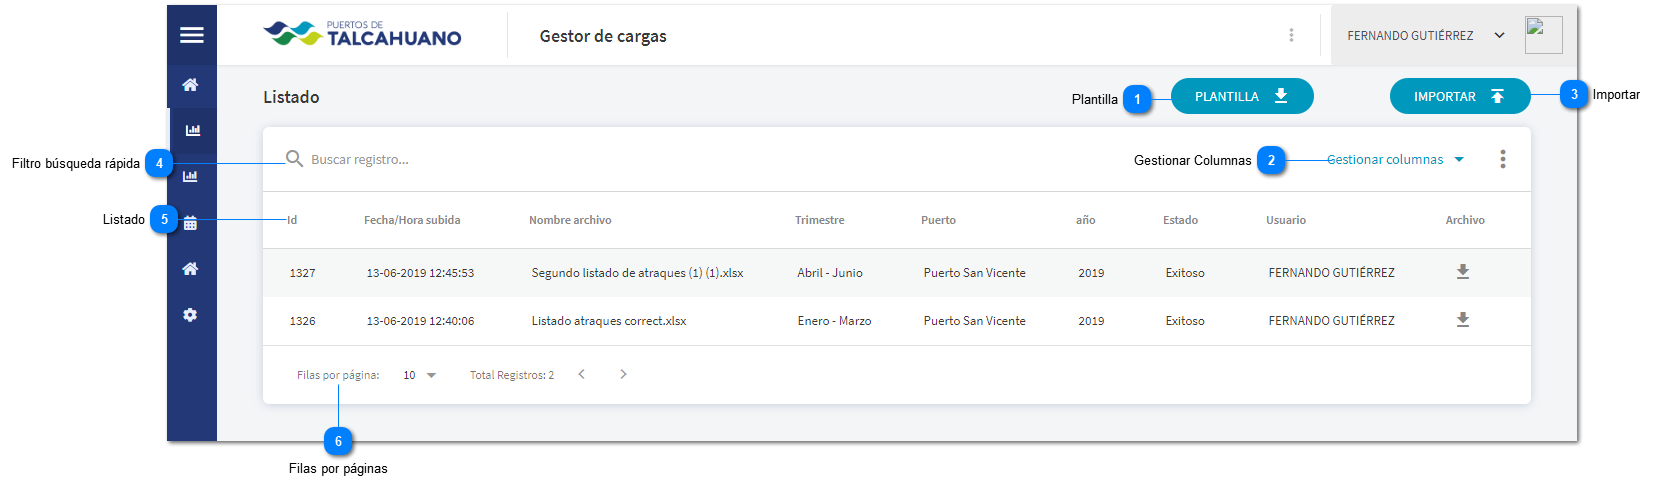 PUERTOS DE
TALCAHUANO
Gestor de cargas
FERNANDO GUTIÉRREZ
Listado
Plantilla 1
PLANTILLA
IMPORTAR
3 Importar
Filtro búsqueda rápida 4
Buscar registro...
Gestionar Columnas 2
Gestionar columnas
Listado 5
Id Fecha/Hora subida Nombre archivo Trimestre Puerto año Estado Usuario Archivo
1327 13-06-2019 12:45:53 Segundo listado de atraques (1) (1).xlsx Abril - Junio Puerto San Vicente 2019 Exitoso FERNANDO GUTIÉRREZ
1326 13-06-2019 12:40:06 Listado atraques correct.xlsx Enero - Marzo Puerto San Vicente 2019 Exitoso FERNANDO GUTIÉRREZ
Filas por página: 10 Total Registros: 2
6
Filas por páginas